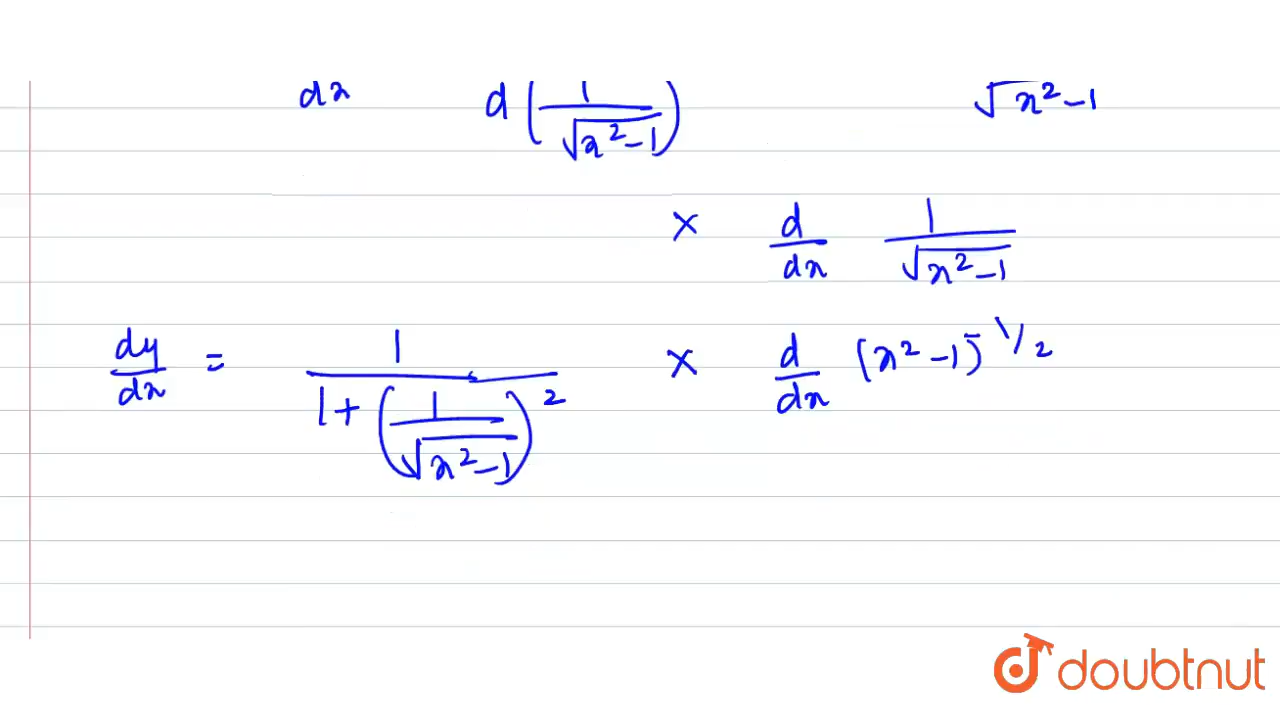 dx d(1/√(x²-1)) √x²-1
× d/dx 1/√(x²-1)
dy/dx = 1/(1+(1/√(x²-1))²) × d/dx (x²-1)^(-1/2)
doubtnut